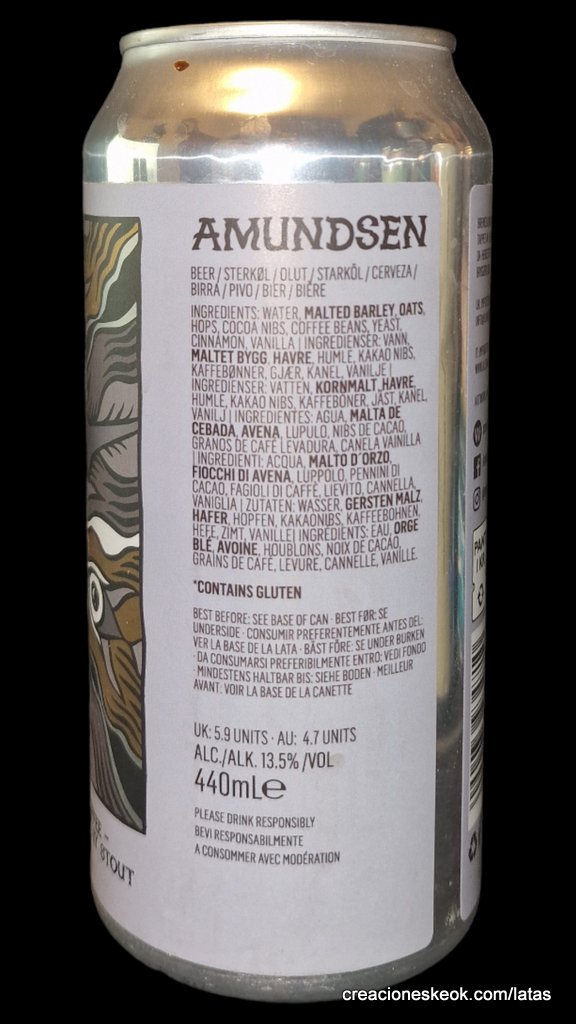 AMUNDSEN
BEER / STERKØL / OLUT / STARKÖL / CERVEZA /
BIRRA / PIVO / BIER / BIÈRE
INGREDIENTS: WATER, MALTED BARLEY, OATS,
HOPS, COCOA NIBS, COFFEE BEANS, YEAST,
CINNAMON, VANILLA | INGREDIENSER: VANN,
MALTET BYGG, HAVRE, HUMLE, KAKAO NIBS,
KAFFEBØNNER, GJÆR, KANEL, VANILJE |
INGREDIENSER: VATTEN, KORNMALT, HAVRE,
HUMLE, KAKAO NIBS, KAFFEBÖNER, JÄST, KANEL,
VANILJ | INGREDIENTES: AGUA, MALTA DE
CEBADA, AVENA, LUPULO, NIBS DE CACAO,
GRANOS DE CAFÉ LEVADURA, CANELA VAINILLA
| INGREDIENTI: ACQUA, MALTO D'ORZO,
FIOCCHI DI AVENA, LUPPOLO, PENNINI DI
CACAO, FAGIOLI DI CAFFÈ, LIEVITO, CANNELLA,
VANIGLIA | ZUTATEN: WASSER, GERSTEN MALZ,
HAFER, HOPFEN, KAKAONIBS, KAFFEEBOHNEN,
HEFE, ZIMT, VANILLE| INGREDIENTS: EAU, ORGE
BLÉ, AVOINE, HOUBLONS, NOIX DE CACAO,
GRAINS DE CAFÉ, LEVURE, CANNELLE, VANILLE.
*CONTAINS GLUTEN
BEST BEFORE: SEE BASE OF CAN · BEST FØR: SE
UNDERSIDE · CONSUMIR PREFERENTEMENTE ANTES DEL:
VER LA BASE DE LA LATA · BÄST FÖRE: SE UNDER BURKEN
· DA CONSUMARSI PREFERIBILMENTE ENTRO: VEDI FONDO
· MINDESTENS HALTBAR BIS: SIEHE BODEN · MEILLEUR
AVANT: VOIR LA BASE DE LA CANETTE
UK: 5.9 UNITS · AU: 4.7 UNITS
ALC./ALK. 13.5% /VOL
440mL℮
PLEASE DRINK RESPONSIBLY
BEVI RESPONSABILMENTE
A CONSOMMER AVEC MODÉRATION
STOUT
creacioneskeok.com/latas